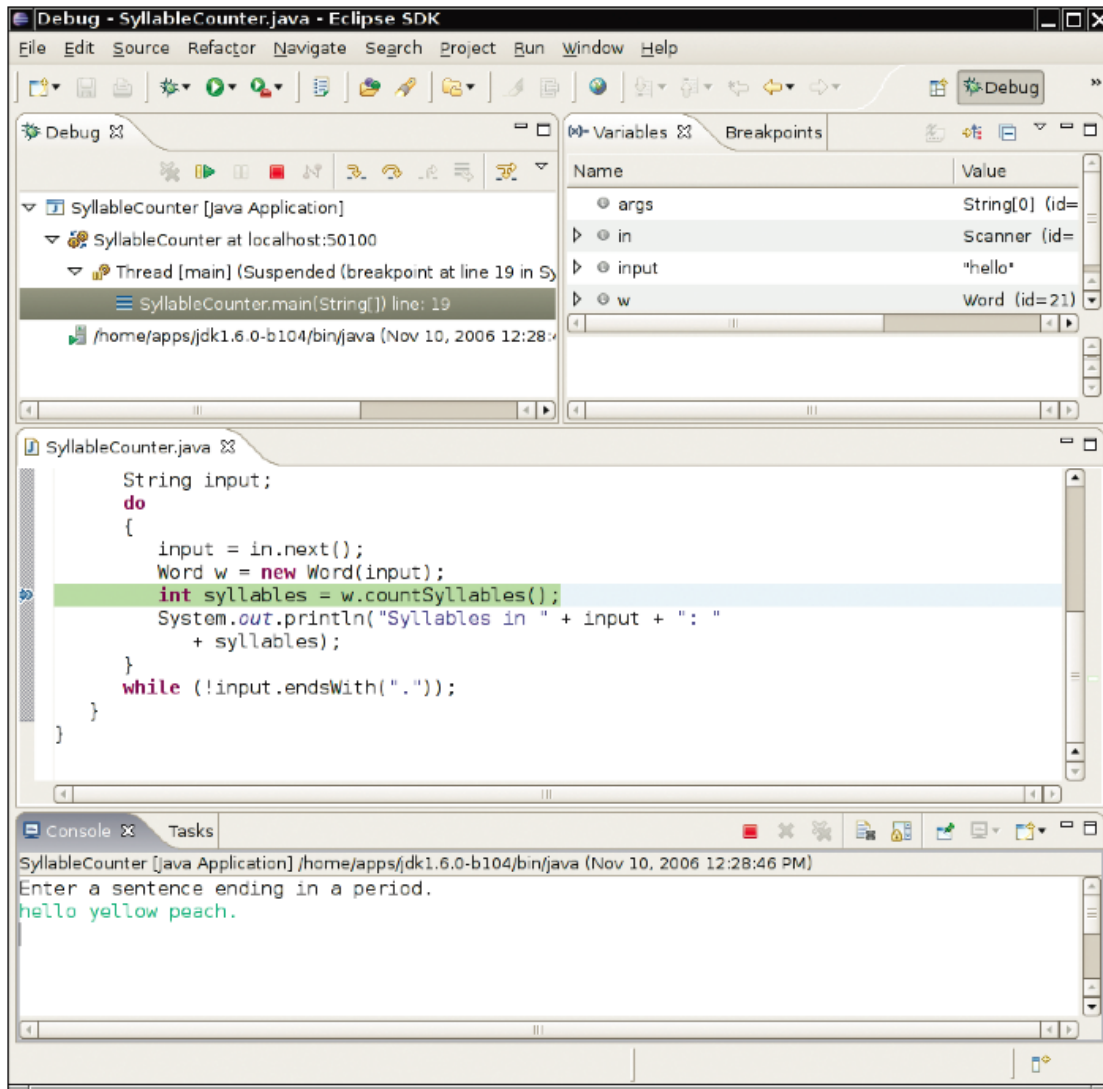 Debug - SyllableCounter.java - Eclipse SDK
File Edit Source Refactor Navigate Search Project Run Window Help
Debug
Debug
Variables Breakpoints
Name Value
args String[0] (id=
in Scanner (id=
input "hello"
w Word (id=21)
SyllableCounter [Java Application]
SyllableCounter at localhost:50100
Thread [main] (Suspended (breakpoint at line 19 in Sy
SyllableCounter.main(String[]) line: 19
/home/apps/jdk1.6.0-b104/bin/java (Nov 10, 2006 12:28:4
SyllableCounter.java
String input;
do
{
input = in.next();
Word w = new Word(input);
int syllables = w.countSyllables();
System.out.println("Syllables in " + input + ": "
+ syllables);
}
while (!input.endsWith("."));
}
}
Console Tasks
SyllableCounter [Java Application] /home/apps/jdk1.6.0-b104/bin/java (Nov 10, 2006 12:28:46 PM)
Enter a sentence ending in a period.
hello yellow peach.